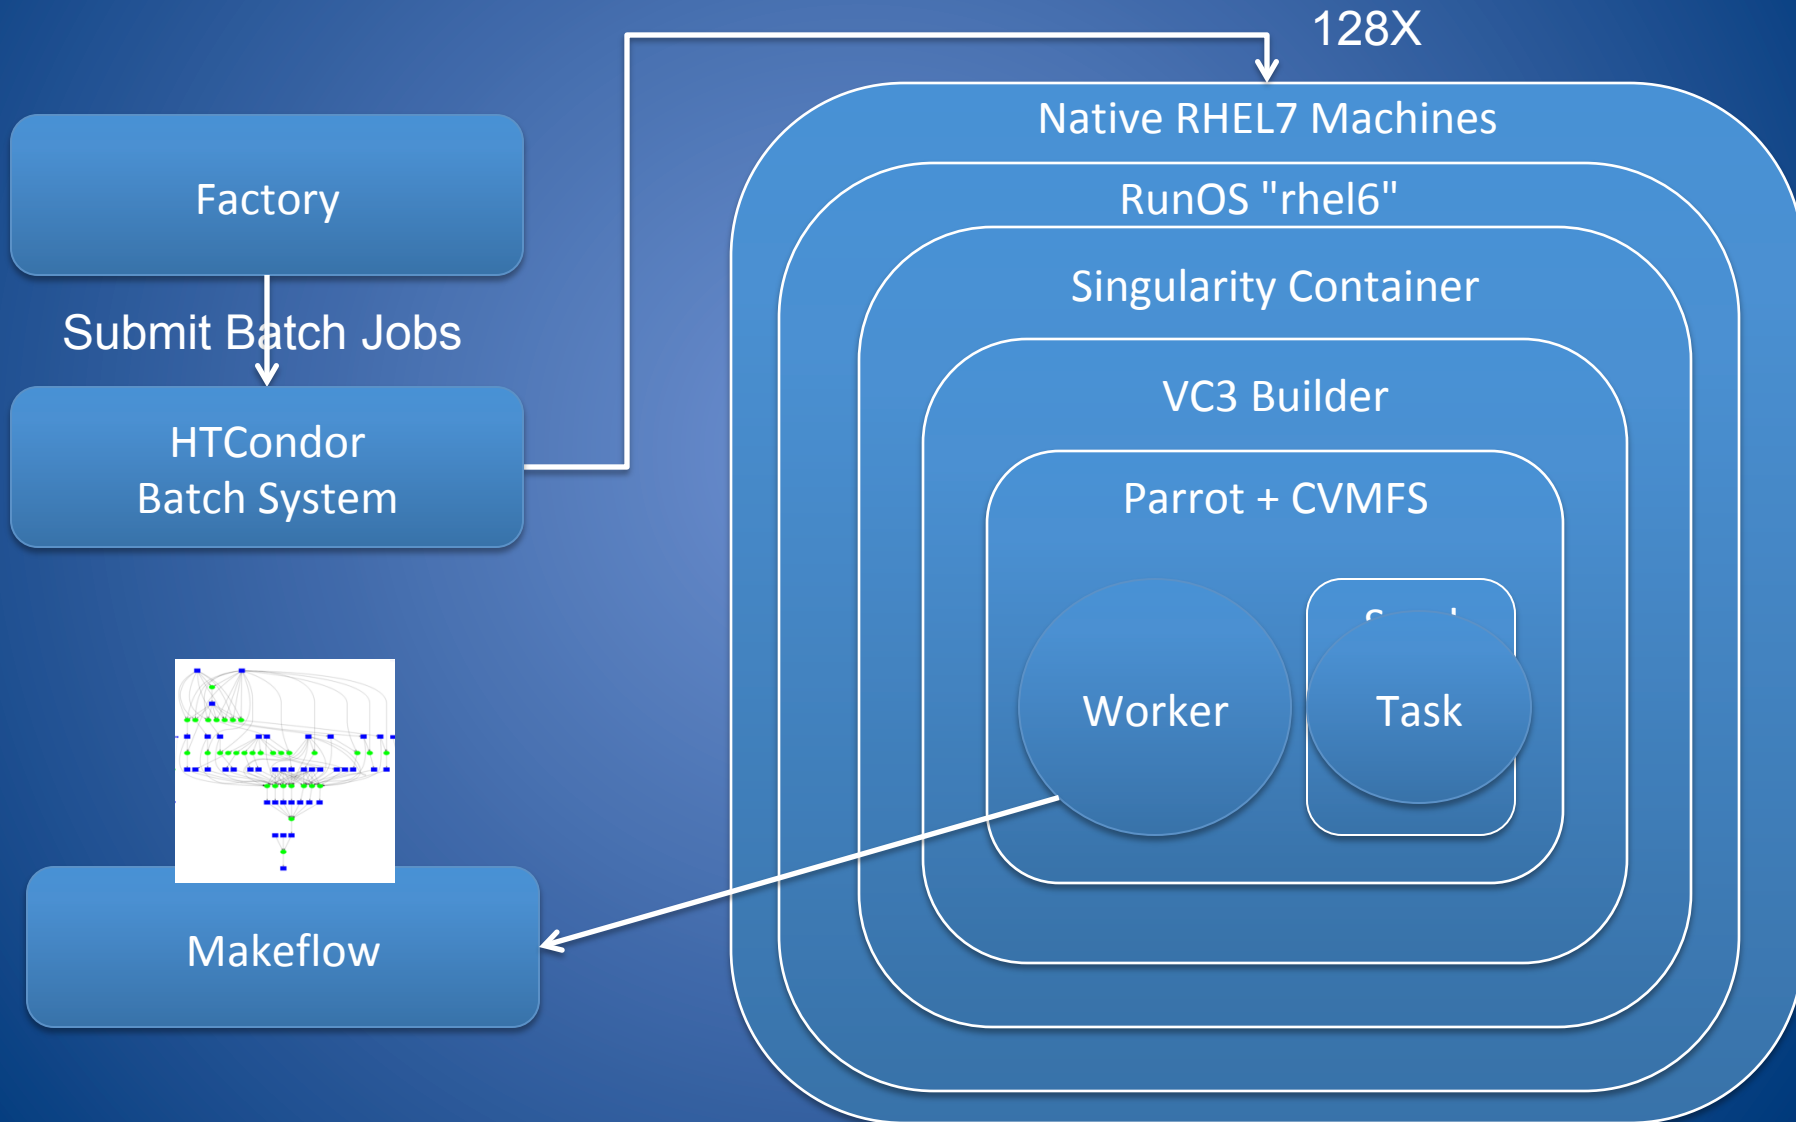 128X
Native RHEL7 Machines
Factory
RunOS "rhel6"
Submit Batch Jobs
Singularity Container
HTCondor
Batch System
VC3 Builder
Parrot + CVMFS
Worker
Task
Makeflow